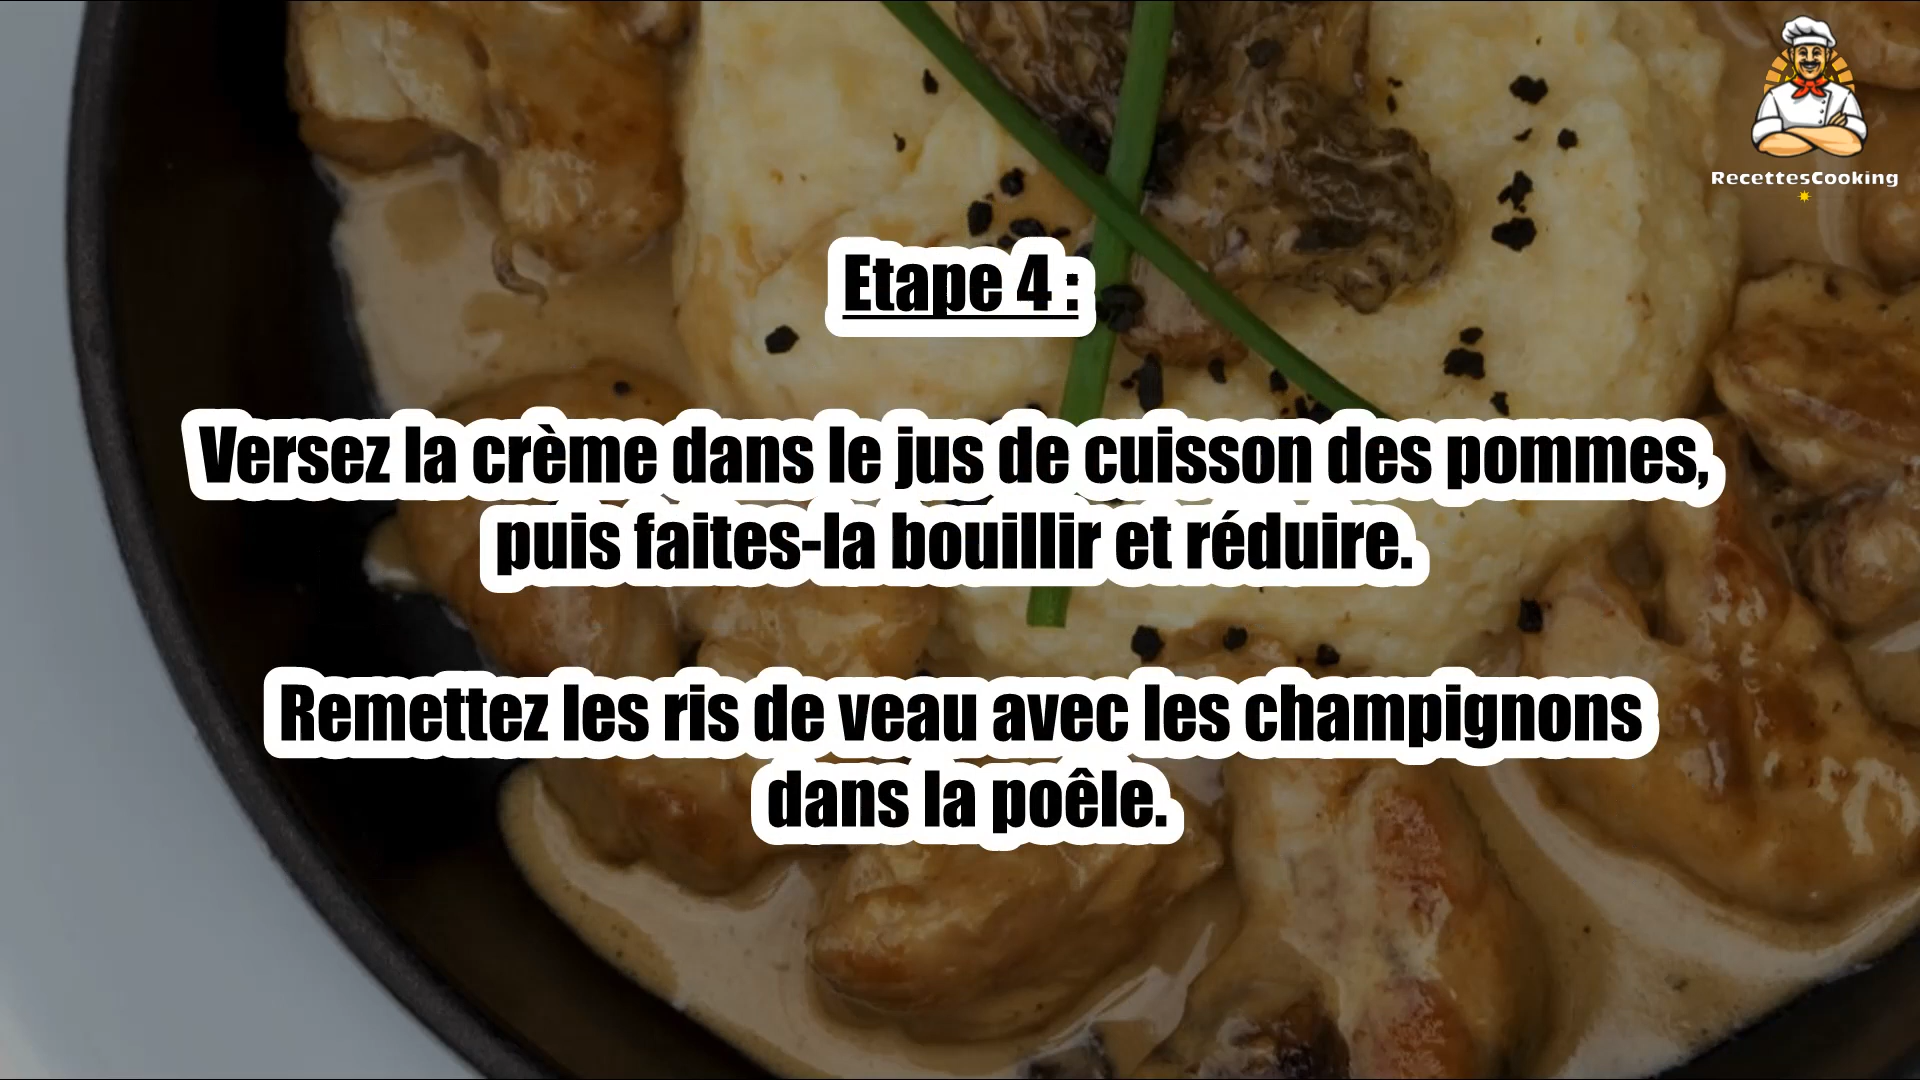 RecettesCooking
Etape 4 :
Versez la crème dans le jus de cuisson des pommes,
puis faites-la bouillir et réduire.
Remettez les ris de veau avec les champignons
dans la poêle.